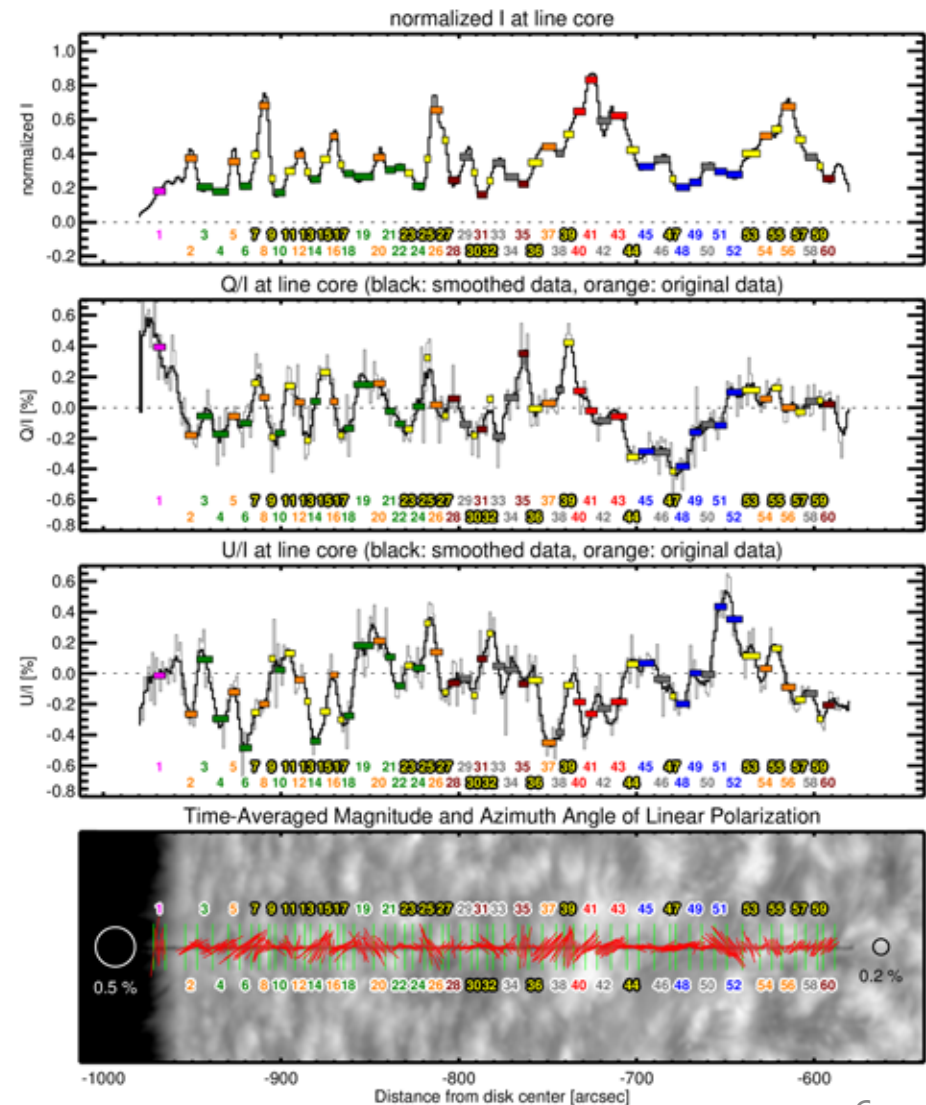 normalized I at line core
1.0
0.8
0.6
0.4
0.2
0.0
-0.2
normalized I
1 3 5 7 9 11 13 15 17 19 21 23 25 27 29 31 33 35 37 39 41 43 45 47 49 51 53 55 57 59
2 4 6 8 10 12 14 16 18 20 22 24 26 28 30 32 34 36 38 40 42 44 46 48 50 52 54 56 58 60
Q/I at line core (black: smoothed data, orange: original data)
0.6
0.4
0.2
0.0
-0.2
-0.4
-0.6
-0.8
Q/I [%]
1 3 5 7 9 11 13 15 17 19 21 23 25 27 29 31 33 35 37 39 41 43 45 47 49 51 53 55 57 59
2 4 6 8 10 12 14 16 18 20 22 24 26 28 30 32 34 36 38 40 42 44 46 48 50 52 54 56 58 60
U/I at line core (black: smoothed data, orange: original data)
0.6
0.4
0.2
0.0
-0.2
-0.4
-0.6
-0.8
U/I [%]
1 3 5 7 9 11 13 15 17 19 21 23 25 27 29 31 33 35 37 39 41 43 45 47 49 51 53 55 57 59
2 4 6 8 10 12 14 16 18 20 22 24 26 28 30 32 34 36 38 40 42 44 46 48 50 52 54 56 58 60
Time-Averaged Magnitude and Azimuth Angle of Linear Polarization
1 3 5 7 9 11 13 15 17 19 21 23 25 27 29 31 33 35 37 39 41 43 45 47 49 51 53 55 57 59
0.5 %
0.2 %
2 4 6 8 10 12 14 16 18 20 22 24 26 28 30 32 34 36 38 40 42 44 46 48 50 52 54 56 58 60
-1000 -900 -800 -700 -600
Distance from disk center [arcsec]